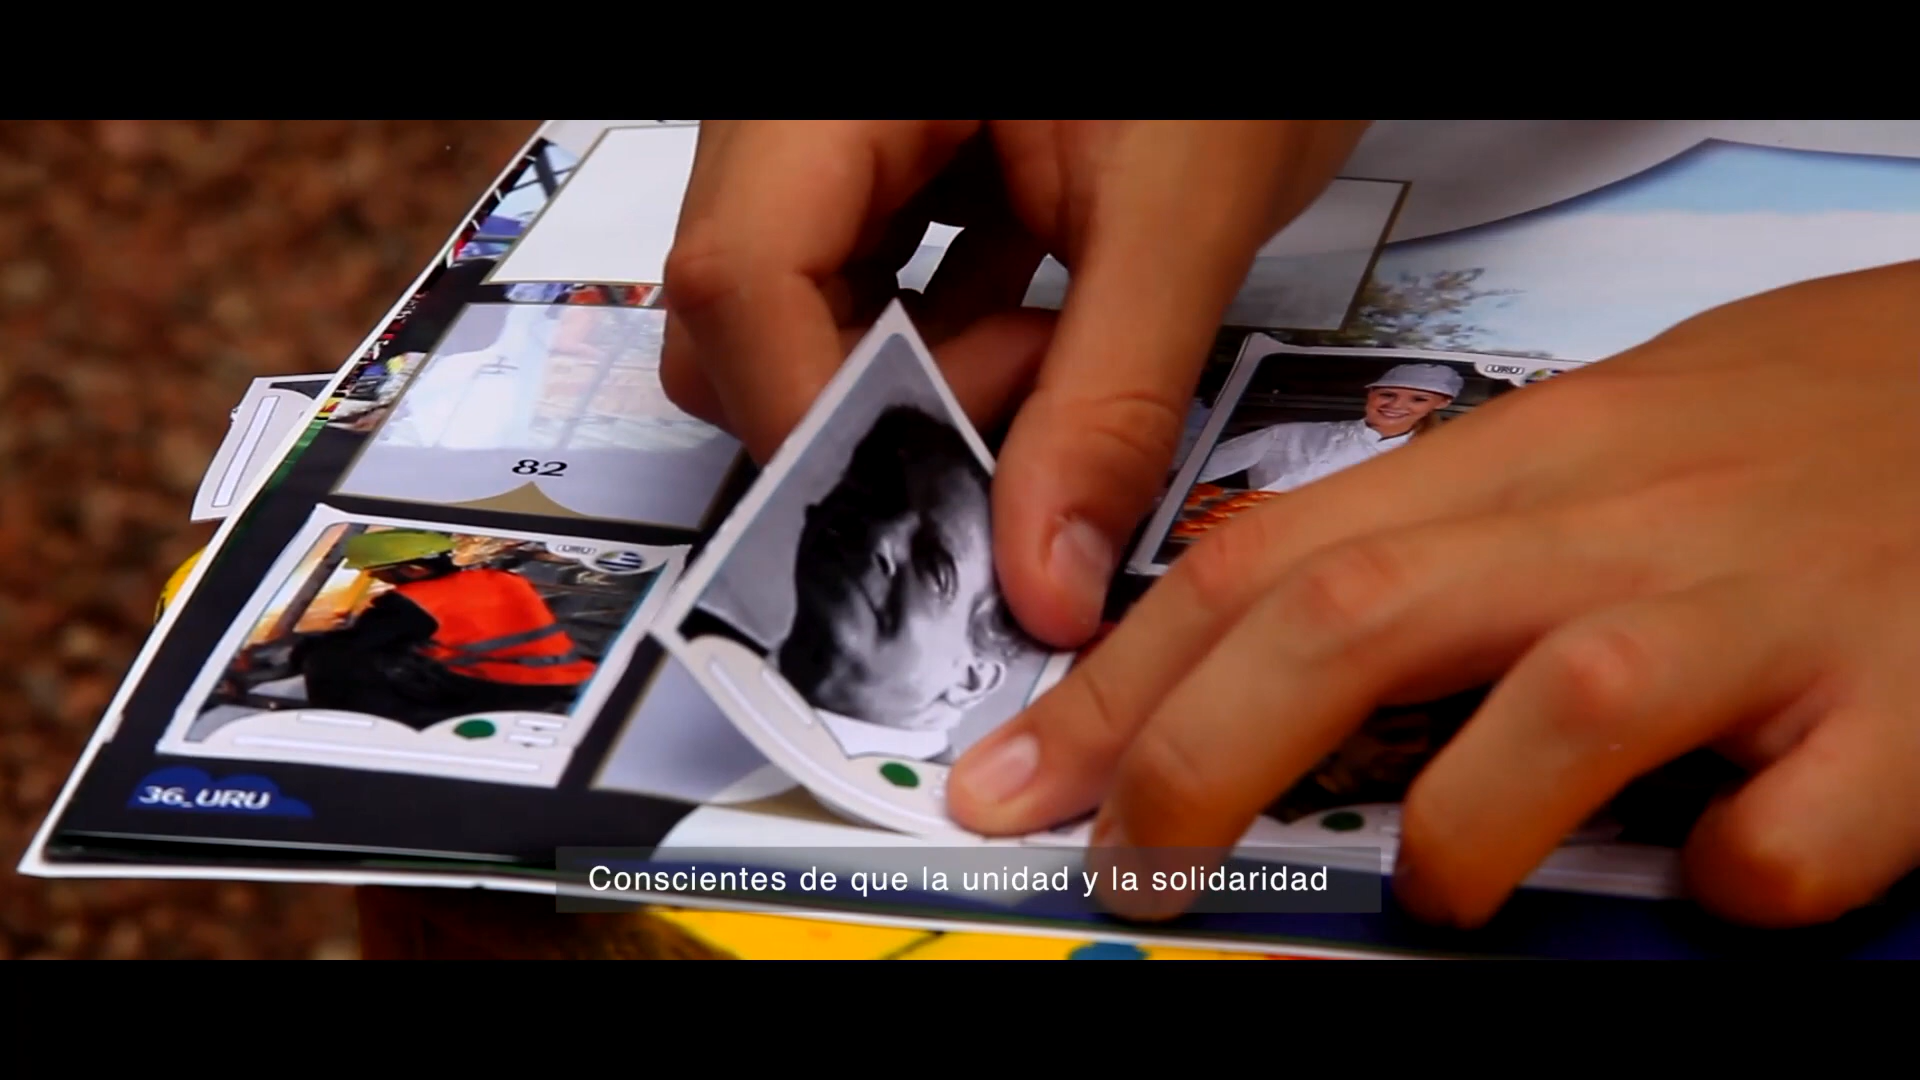 URU
82
URU
36_URU
Conscientes de que la unidad y la solidaridad